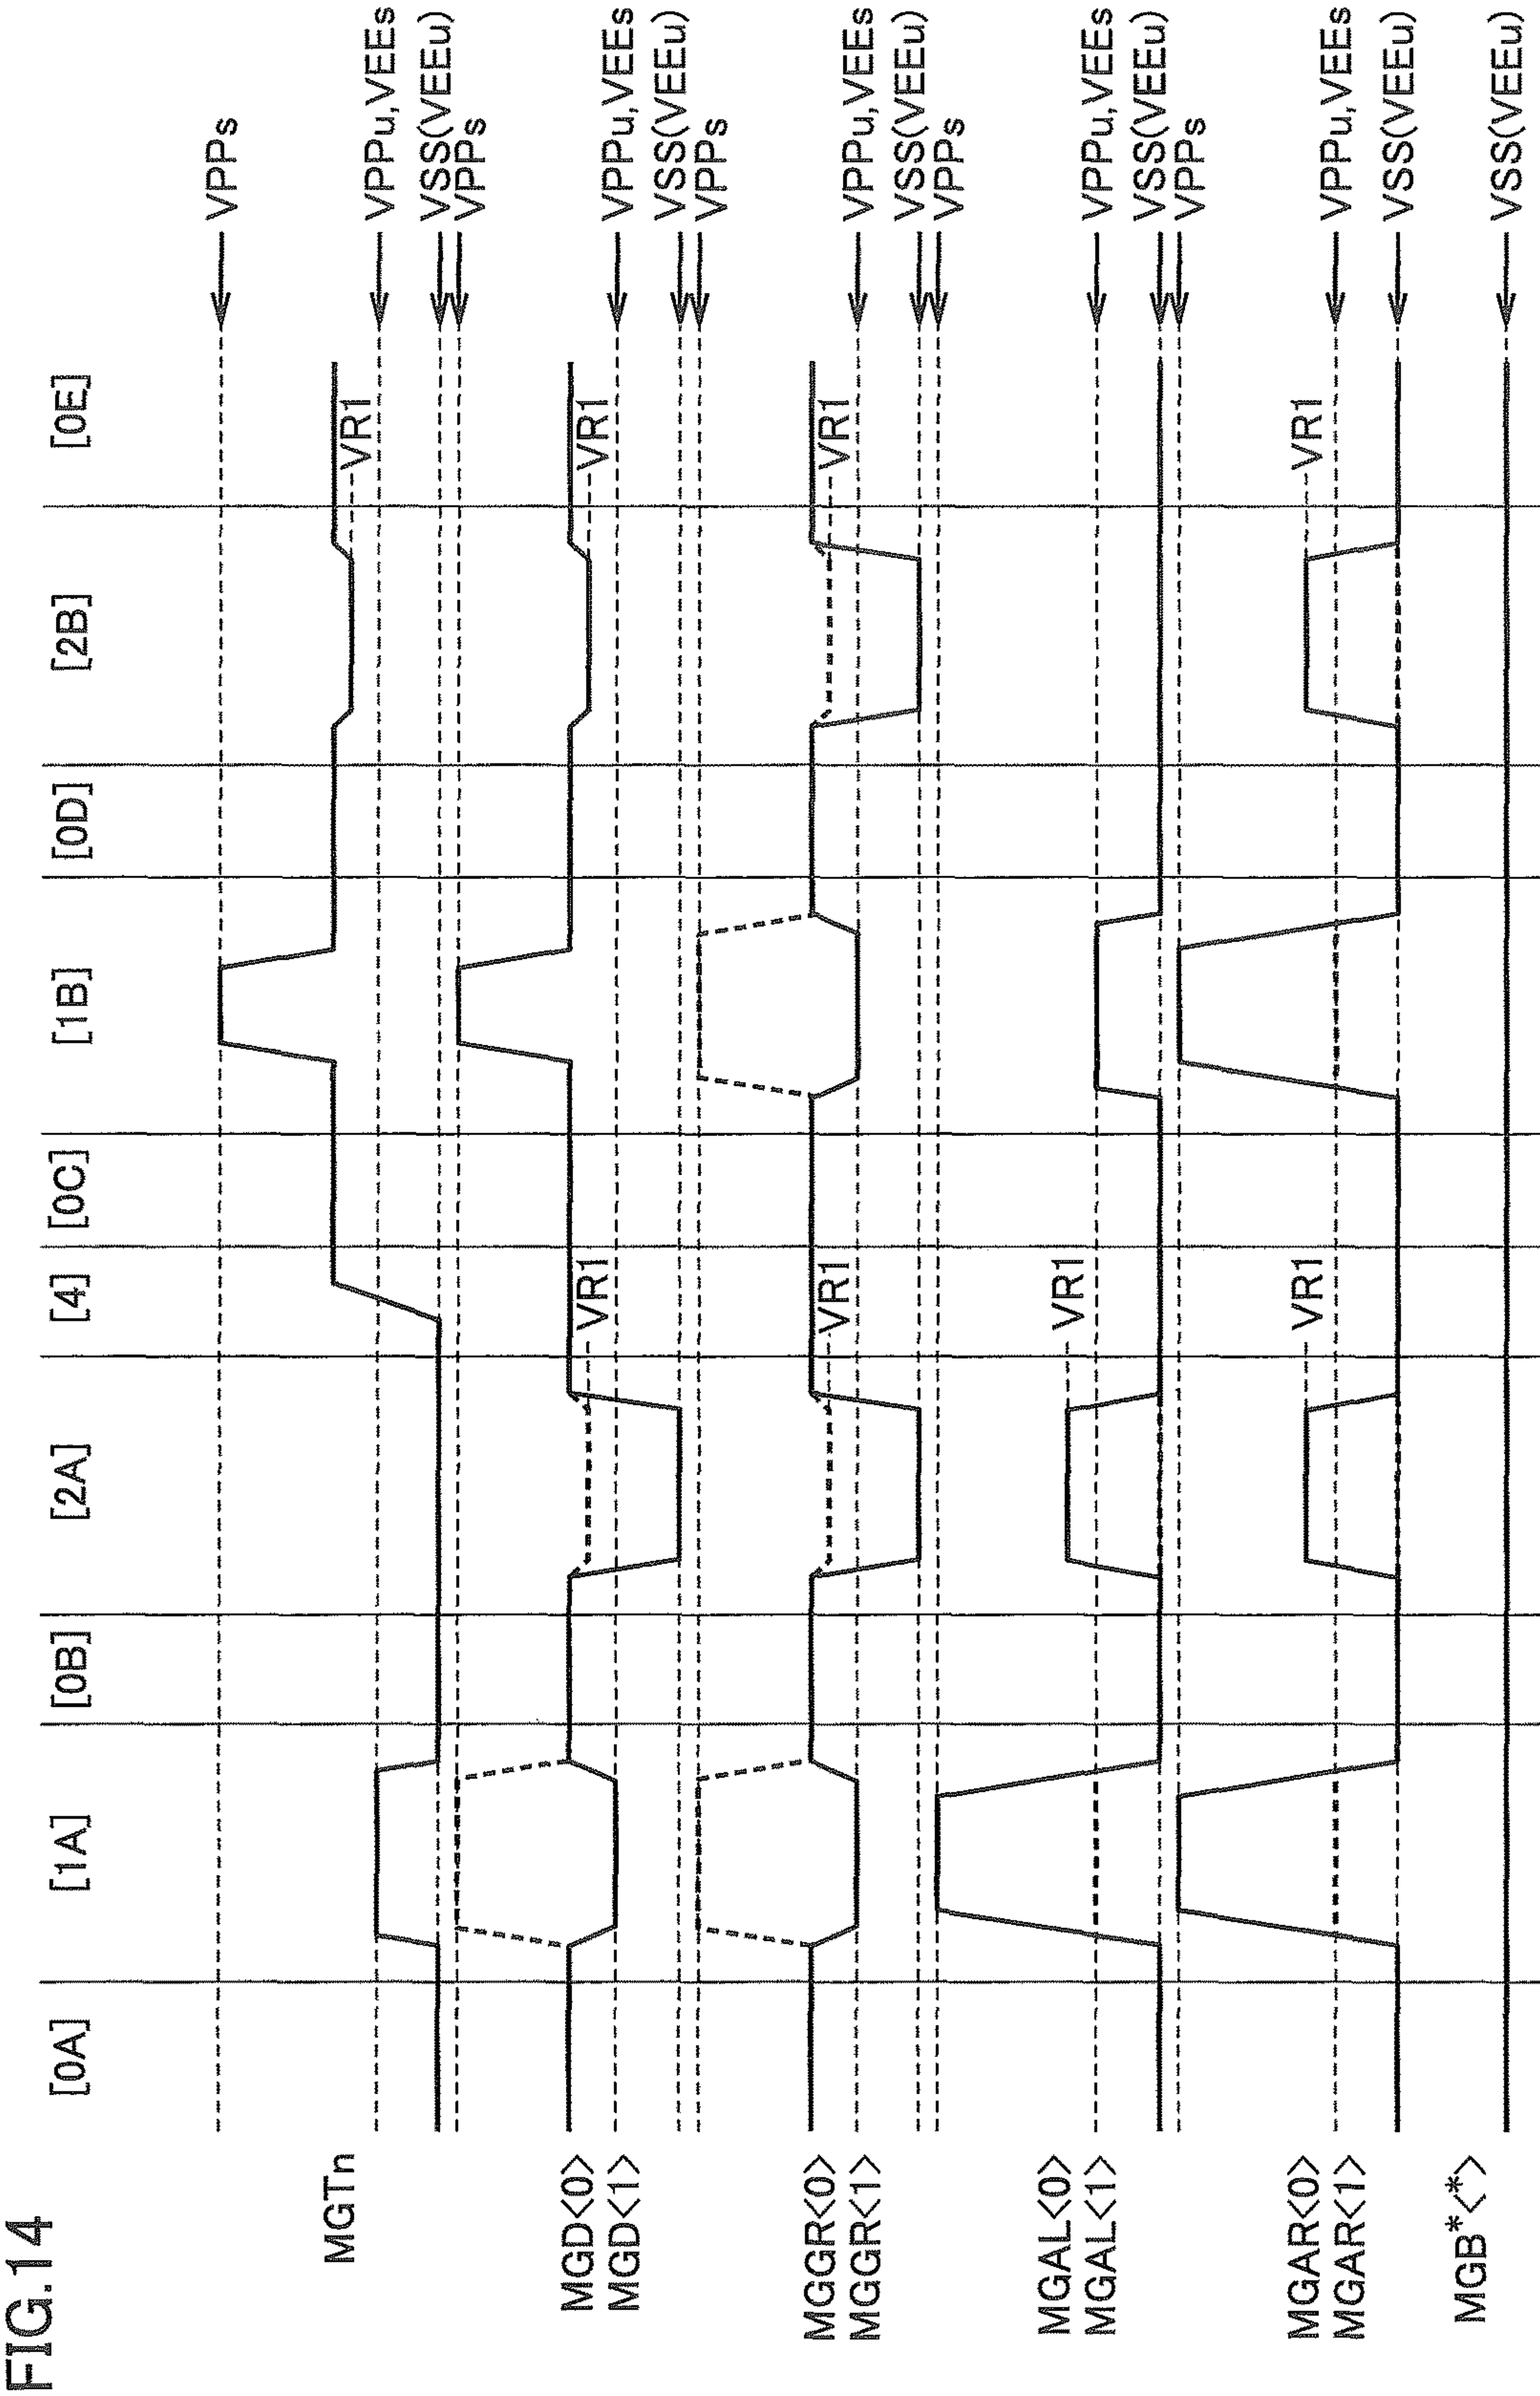 FIG.14
[0A]
[1A]
[0B]
[2A]
[4]
[0C]
[1B]
[0D]
[2B]
[0E]
MGTn
VPPs
VR1
VPPu,VEEs
VSS(VEEu)
MGD<0>
MGD<1>
VPPs
VR1
VR1
VPPu,VEEs
VSS(VEEu)
MGGR<0>
MGGR<1>
VPPs
VR1
VR1
VPPu,VEEs
VSS(VEEu)
MGAL<0>
MGAL<1>
VPPs
VR1
VPPu,VEEs
VSS(VEEu)
MGAR<0>
MGAR<1>
VPPs
VR1
VR1
VPPu,VEEs
VSS(VEEu)
MGB*<*>
VSS(VEEu)